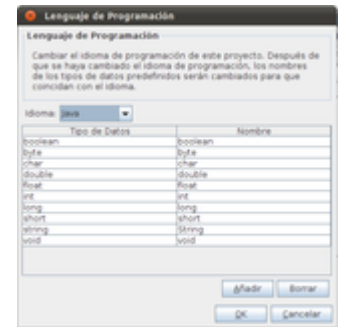 Lenguaje de Programación
Lenguaje de Programación
Cambiar el idioma de programación de este proyecto. Después de
que se haya cambiado el idioma de programación, los nombres
de los tipos de datos predefinidos serán cambiados para que
coincidan con el idioma.
Idioma: Java
Tipo de Datos Nombre
boolean boolean
byte byte
char char
double double
float float
int int
long long
short short
string String
void void
Añadir Borrar
OK Cancelar